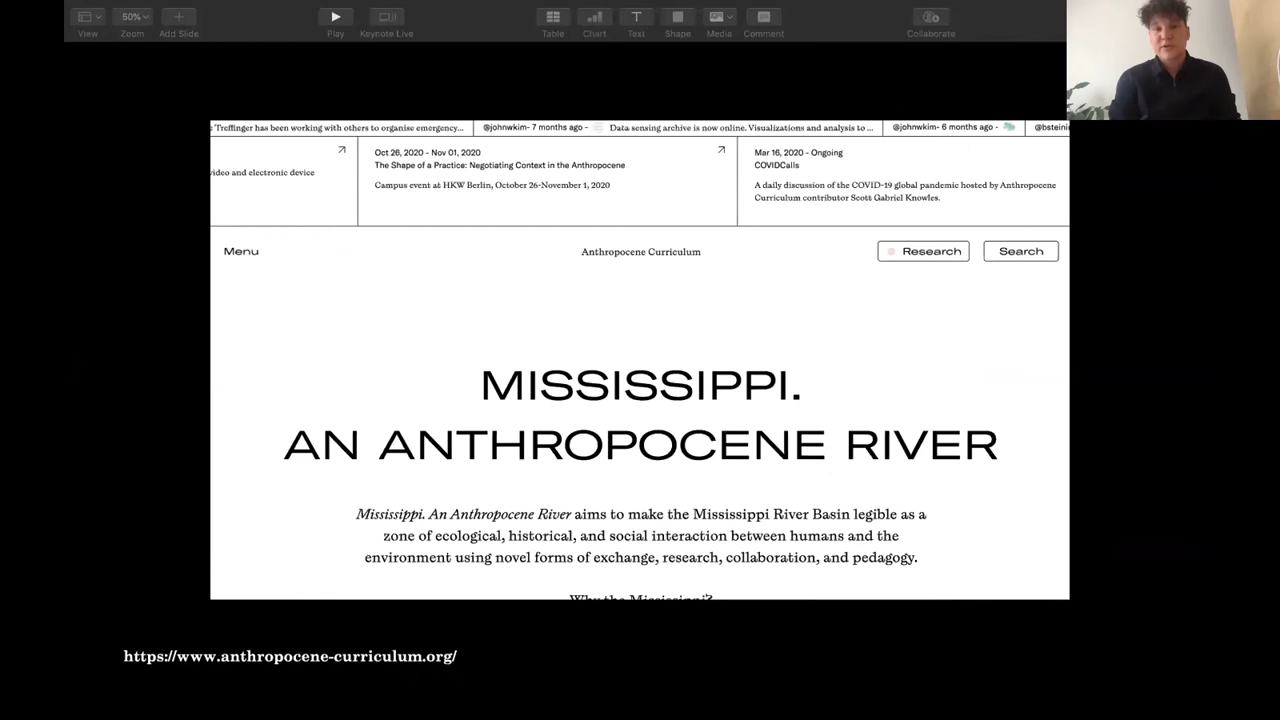 50%
View
Zoom
Add Slide
Play
Keynote Live
Table
Chart
Text
Shape
Media
Comment
Collaborate
Treffinger has been working with others to organise emergency...
@johnwkim- 7 months ago -
Data sensing archive is now online. Visualizations and analysis to ...
@johnwkim- 6 months ago -
video and electronic device
Oct 26, 2020 - Nov 01, 2020
The Shape of a Practice: Negotiating Context in the Anthropocene
Campus event at HKW Berlin, October 26-November 1, 2020
Mar 16, 2020 - Ongoing
COVIDCalls
A daily discussion of the COVID-19 global pandemic hosted by Anthropocene
Curriculum contributor Scott Gabriel Knowles.
Menu
Anthropocene Curriculum
Research
Search
MISSISSIPPI.
AN ANTHROPOCENE RIVER
Mississippi. An Anthropocene River aims to make the Mississippi River Basin legible as a
zone of ecological, historical, and social interaction between humans and the
environment using novel forms of exchange, research, collaboration, and pedagogy.
Why the Mississippi?
https://www.anthropocene-curriculum.org/